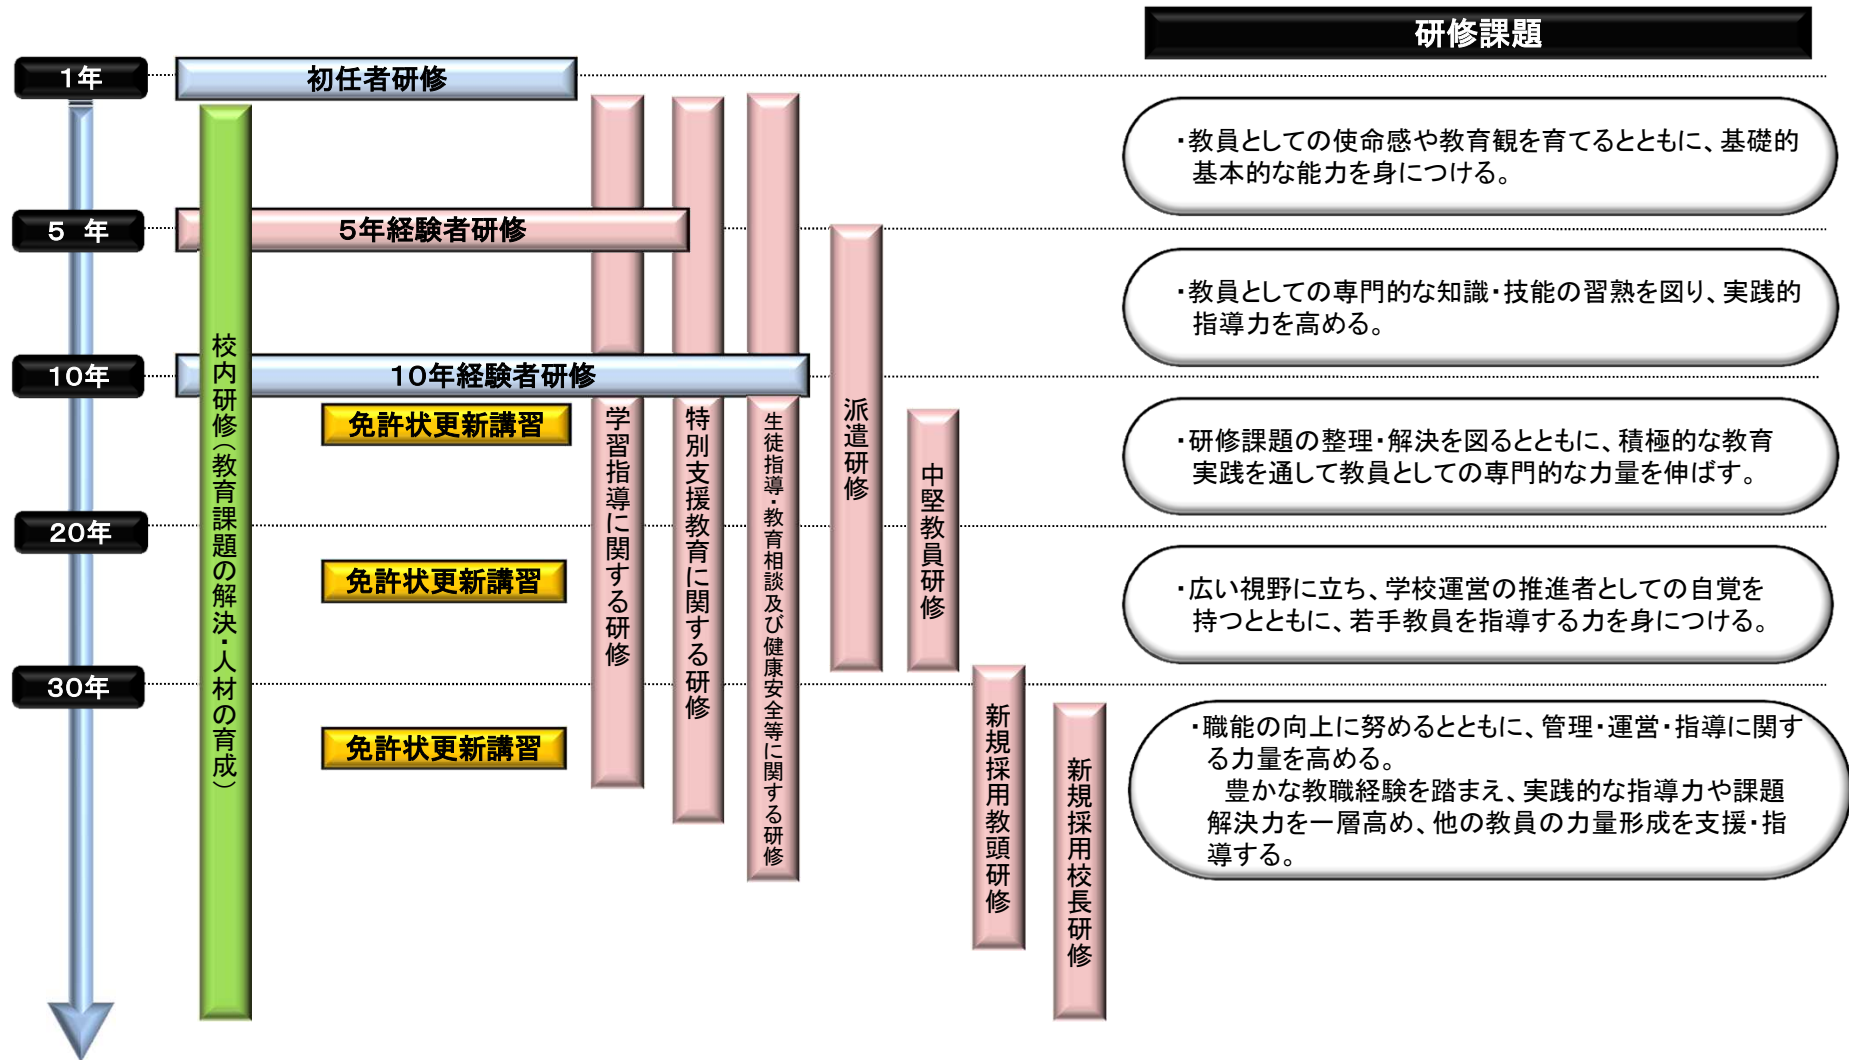 研修課題
1年
初任者研修
・教員としての使命感や教育観を育てるとともに、基礎的
基本的な能力を身につける。
5 年
5年経験者研修
・教員としての専門的な知識・技能の習熟を図り、実践的
指導力を高める。
10年
10年経験者研修
免許状更新講習
・研修課題の整理・解決を図るとともに、積極的な教育
実践を通して教員としての専門的な力量を伸ばす。
20年
免許状更新講習
・広い視野に立ち、学校運営の推進者としての自覚を
持つとともに、若手教員を指導する力を身につける。
30年
免許状更新講習
・職能の向上に努めるとともに、管理・運営・指導に関す
る力量を高める。
豊かな教職経験を踏まえ、実践的な指導力や課題
解決力を一層高め、他の教員の力量形成を支援・指
導する。
校内研修(教育課題の解決・人材の育成)
学習指導に関する研修
特別支援教育に関する研修
生徒指導・教育相談及び健康安全等に関する研修
派遣研修
中堅教員研修
新規採用教頭研修
新規採用校長研修